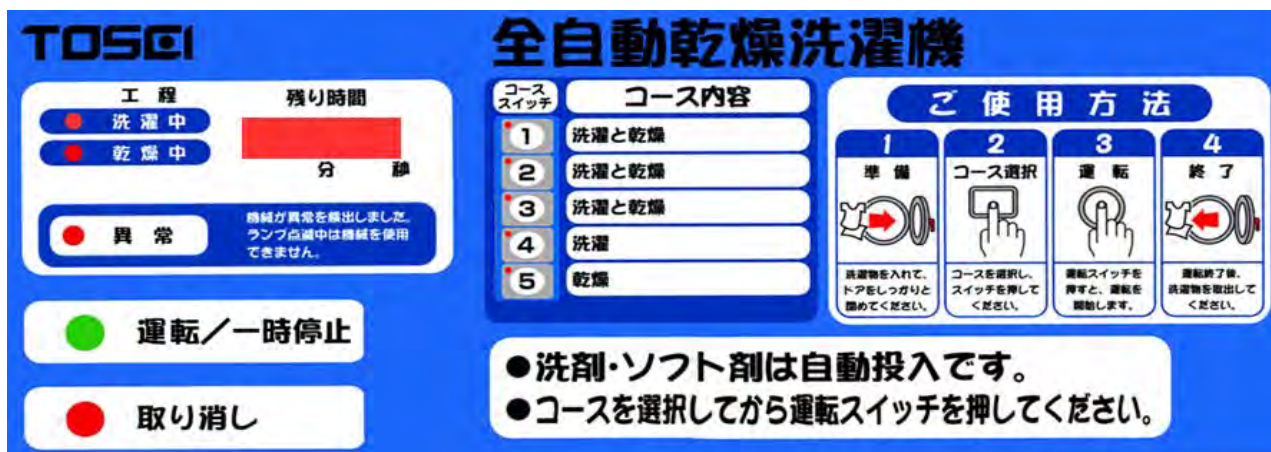 TOSEI
全自動乾燥洗濯機
工程
残り時間
洗濯中
乾燥中
分 秒
異常
機械が異常を検出しました。
ランプ点滅中は機械を使用
できません。
運転/一時停止
取り消し
コース
スイッチ
コース内容
1 洗濯と乾燥
2 洗濯と乾燥
3 洗濯と乾燥
4 洗濯
5 乾燥
ご使用方法
1
準備
洗濯物を入れて、
ドアをしっかりと
閉めてください。
2
コース選択
コースを選択し、
スイッチを押して
ください。
3
運転
運転スイッチを
押すと、運転を
開始します。
4
終了
運転終了後、
洗濯物を取出して
ください。
●洗剤・ソフト剤は自動投入です。
●コースを選択してから運転スイッチを押してください。